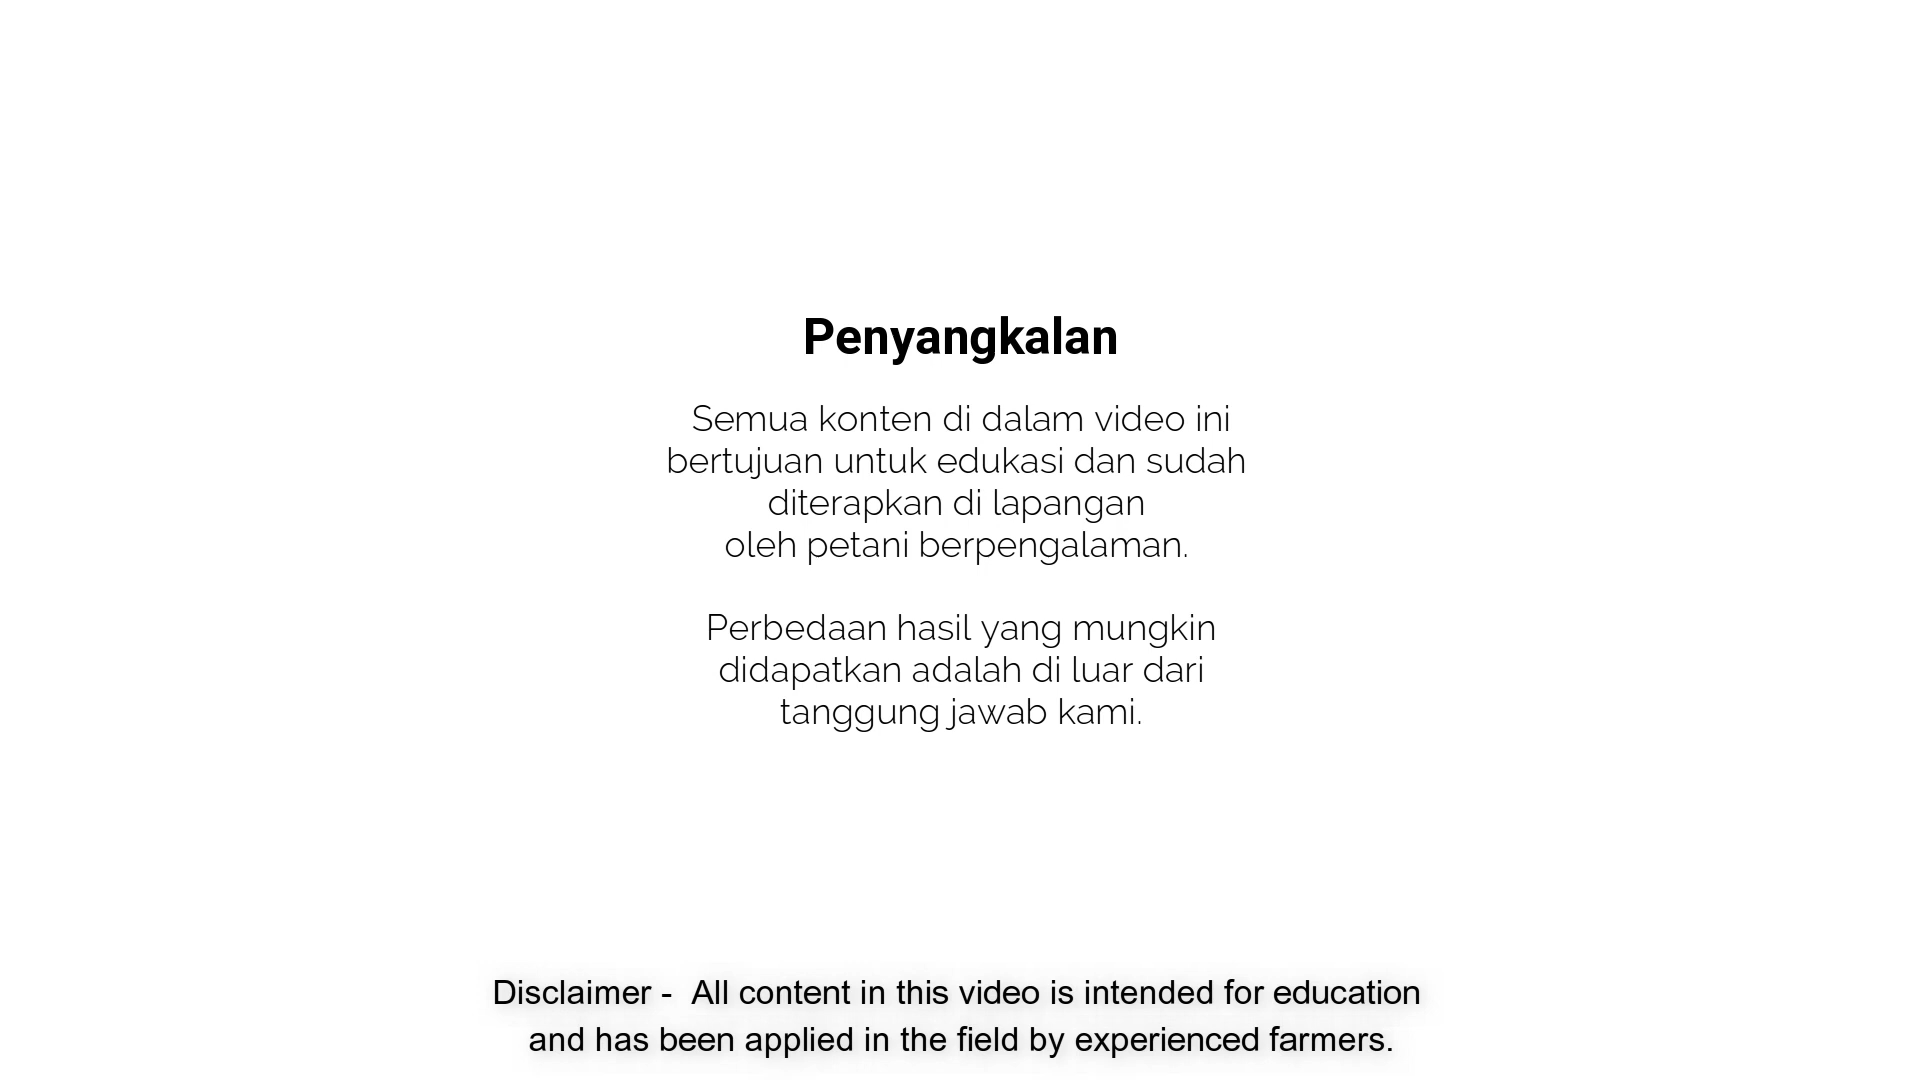 Penyangkalan
Semua konten di dalam video ini
bertujuan untuk edukasi dan sudah
diterapkan di lapangan
oleh petani berpengalaman.
Perbedaan hasil yang mungkin
didapatkan adalah di luar dari
tanggung jawab kami.
Disclaimer -  All content in this video is intended for education
and has been applied in the field by experienced farmers.